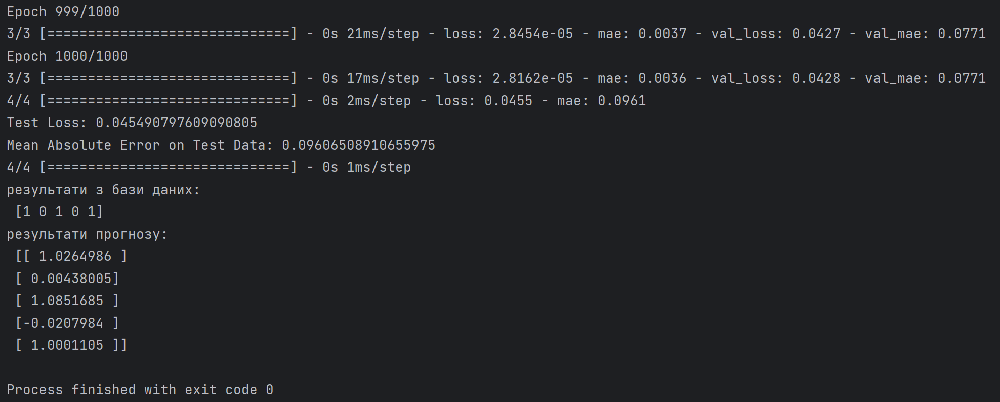 Epoch 999/1000
3/3 [==============================] - 0s 21ms/step - loss: 2.8454e-05 - mae: 0.0037 - val_loss: 0.0427 - val_mae: 0.0771
Epoch 1000/1000
3/3 [==============================] - 0s 17ms/step - loss: 2.8162e-05 - mae: 0.0036 - val_loss: 0.0428 - val_mae: 0.0771
4/4 [==============================] - 0s 2ms/step - loss: 0.0455 - mae: 0.0961
Test Loss: 0.045490797609090805
Mean Absolute Error on Test Data: 0.09606508910655975
4/4 [==============================] - 0s 1ms/step
результати з бази даних:
 [1 0 1 0 1]
результати прогнозу:
 [[ 1.0264986 ]
 [ 0.00438005]
 [ 1.0851685 ]
 [-0.0207984 ]
 [ 1.0001105 ]]
Process finished with exit code 0